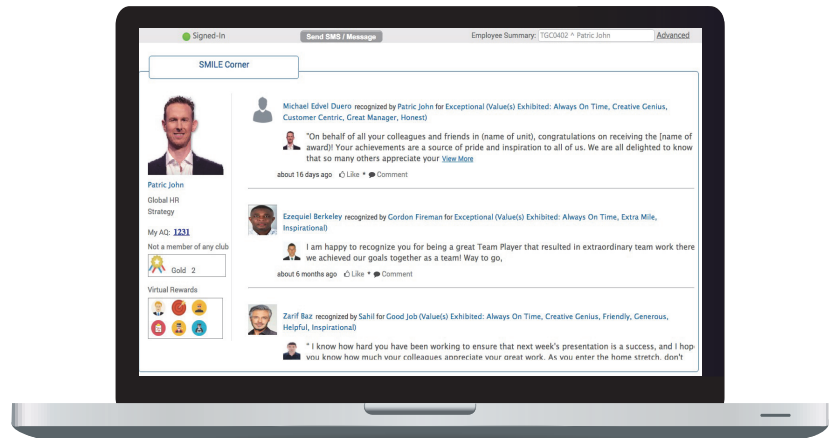 Signed-In
Send SMS / Message
Employee Summary:
TGC0402 ^ Patric John
Advanced
SMILE Corner
Patric John
Global HR
Strategy
My AQ: 1231
Not a member of any club
Gold 2
Virtual Rewards
Michael Edvel Duero recognized by Patric John for Exceptional (Value(s) Exhibited: Always On Time, Creative Genius,
Customer Centric, Great Manager, Honest)
"On behalf of all your colleagues and friends in (name of unit), congratulations on receiving the [name of
award)! Your achievements are a source of pride and inspiration to all of us. We are all delighted to know
that so many others appreciate your View More
about 16 days ago Like * Comment
Ezequiel Berkeley recognized by Gordon Fireman for Exceptional (Value(s) Exhibited: Always On Time, Extra Mile,
Inspirational)
I am happy to recognize you for being a great Team Player that resulted in extraordinary team work there
we achieved our goals together as a team! Way to go,
about 6 months ago Like * Comment
Zarif Baz recognized by Sahil for Good Job (Value(s) Exhibited: Always On Time, Creative Genius, Friendly, Generous,
Helpful, Inspirational)
" I know how hard you have been working to ensure that next week's presentation is a success, and I hop
you know how much your colleagues appreciate your great work. As you enter the home stretch, don't